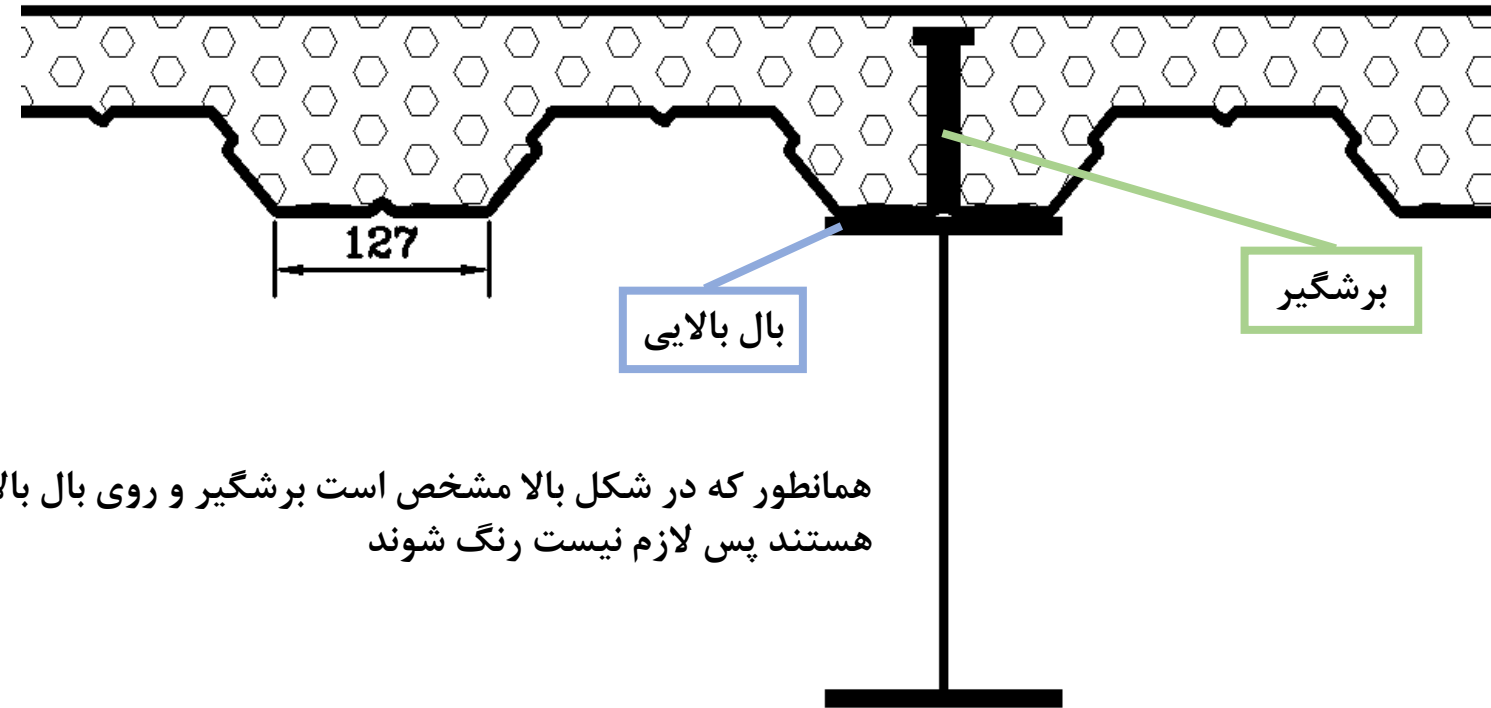 127
بال بالایی
برشگیر
همانطور که در شکل بالا مشخص است برشگیر و روی بال
هستند پس لازم نیست رنگ شوند